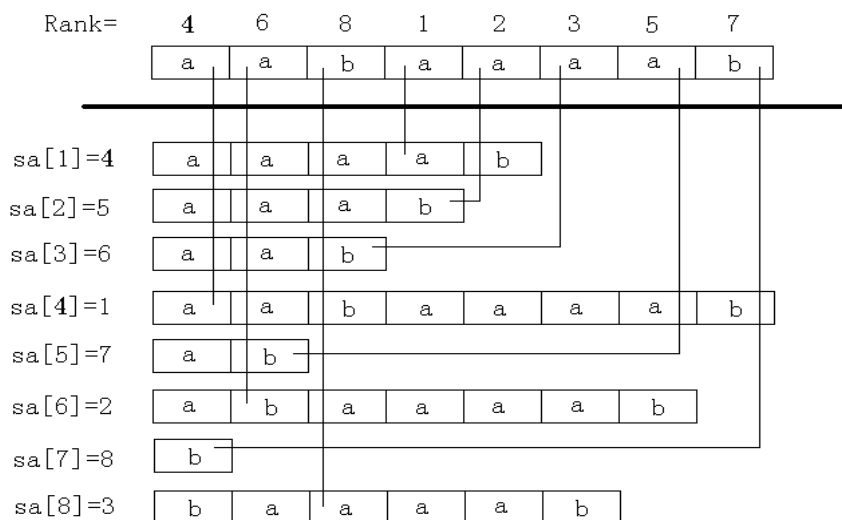 Rank= 4 6 8 1 2 3 5 7
a a b a a a a b
sa[1]=4 a a a a b
sa[2]=5 a a a b
sa[3]=6 a a b
sa[4]=1 a a b a a a a b
sa[5]=7 a b
sa[6]=2 a b a a a a b
sa[7]=8 b
sa[8]=3 b a a a a b